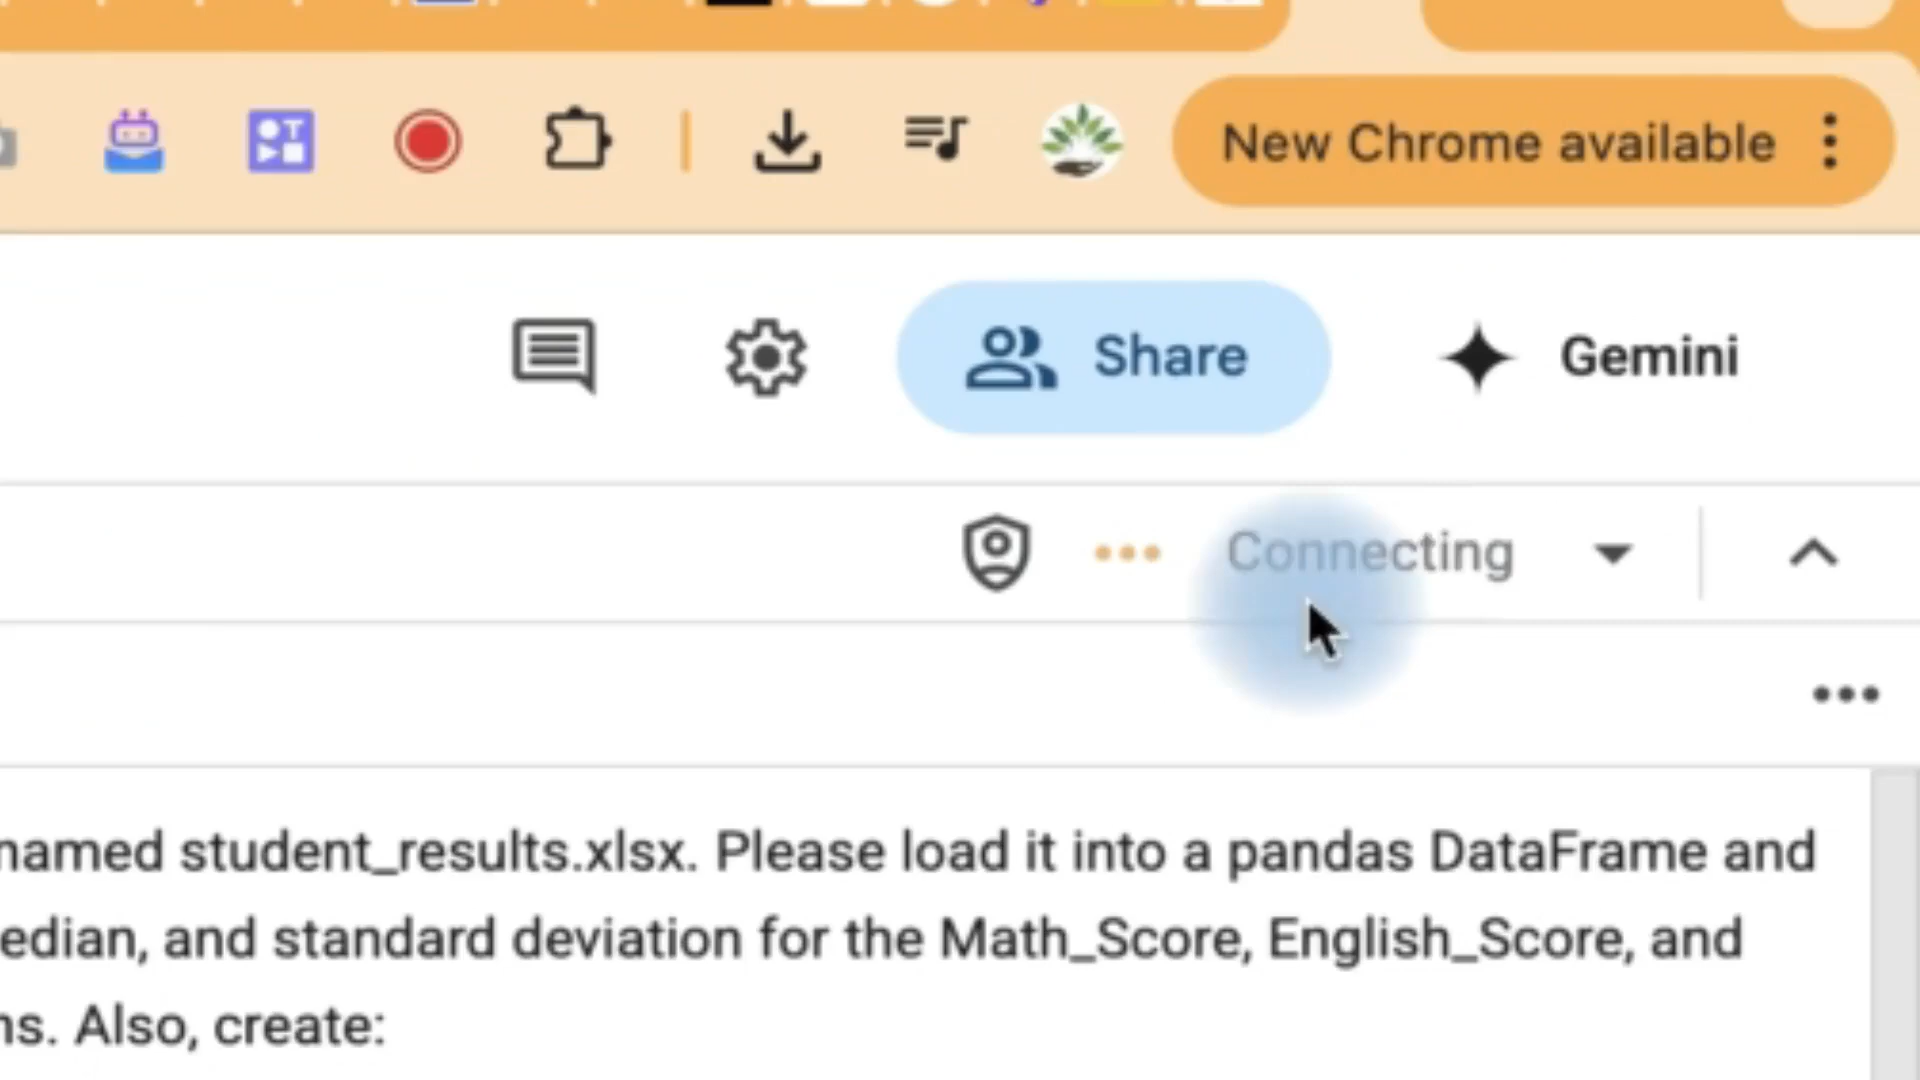 New Chrome available
Share
Gemini
Connecting
named student_results.xlsx. Please load it into a pandas DataFrame and
edian, and standard deviation for the Math_Score, English_Score, and
ns. Also, create: